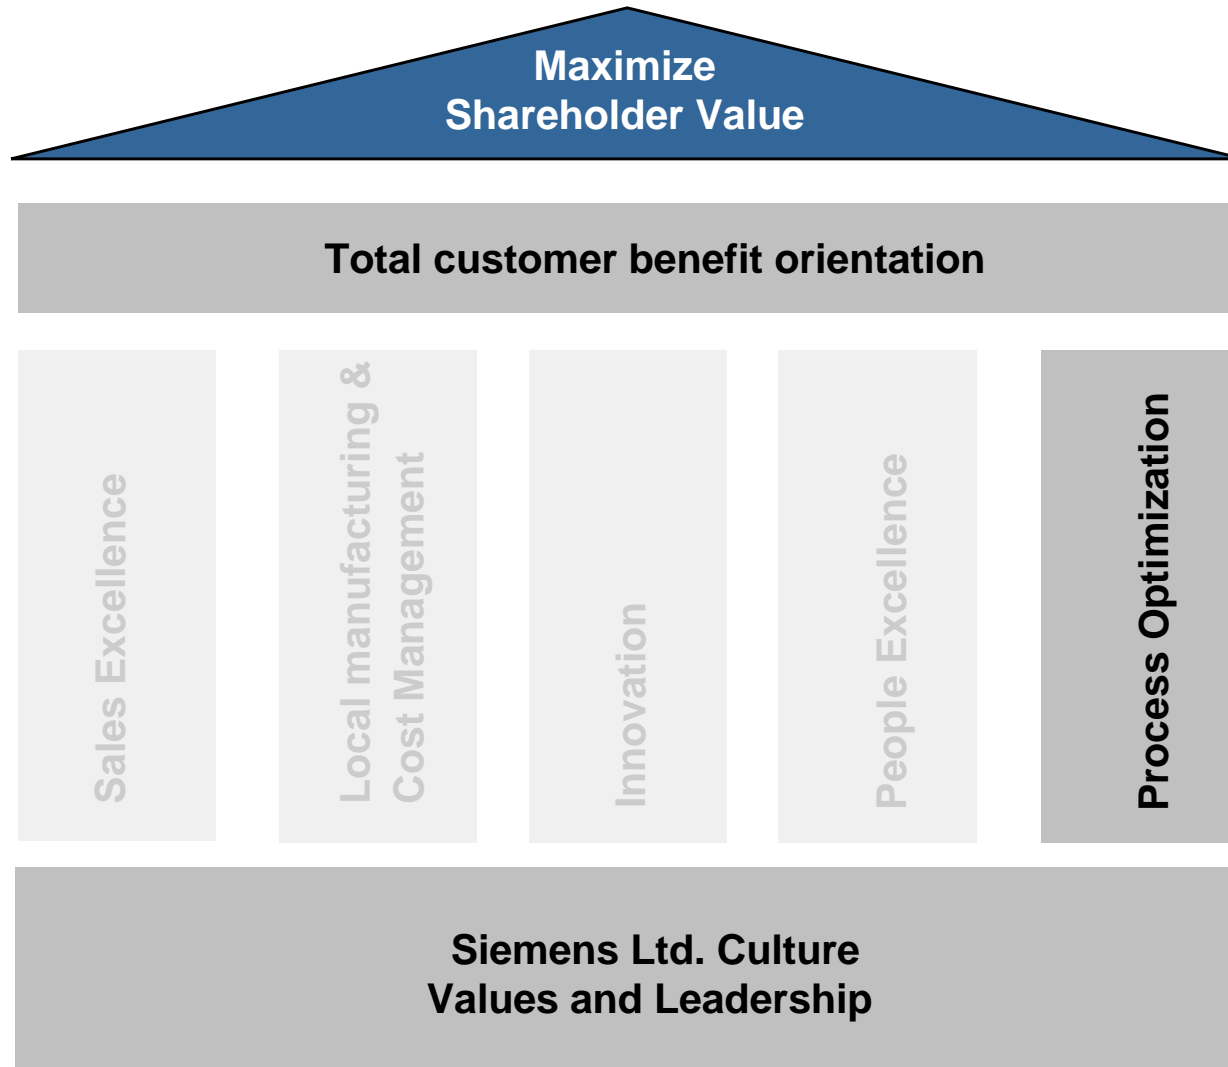 Maximize
Shareholder Value
Total customer benefit orientation
Sales Excellence
Local manufacturing &
Cost Management
Innovation
People Excellence
Process Optimization
Siemens Ltd. Culture
Values and Leadership